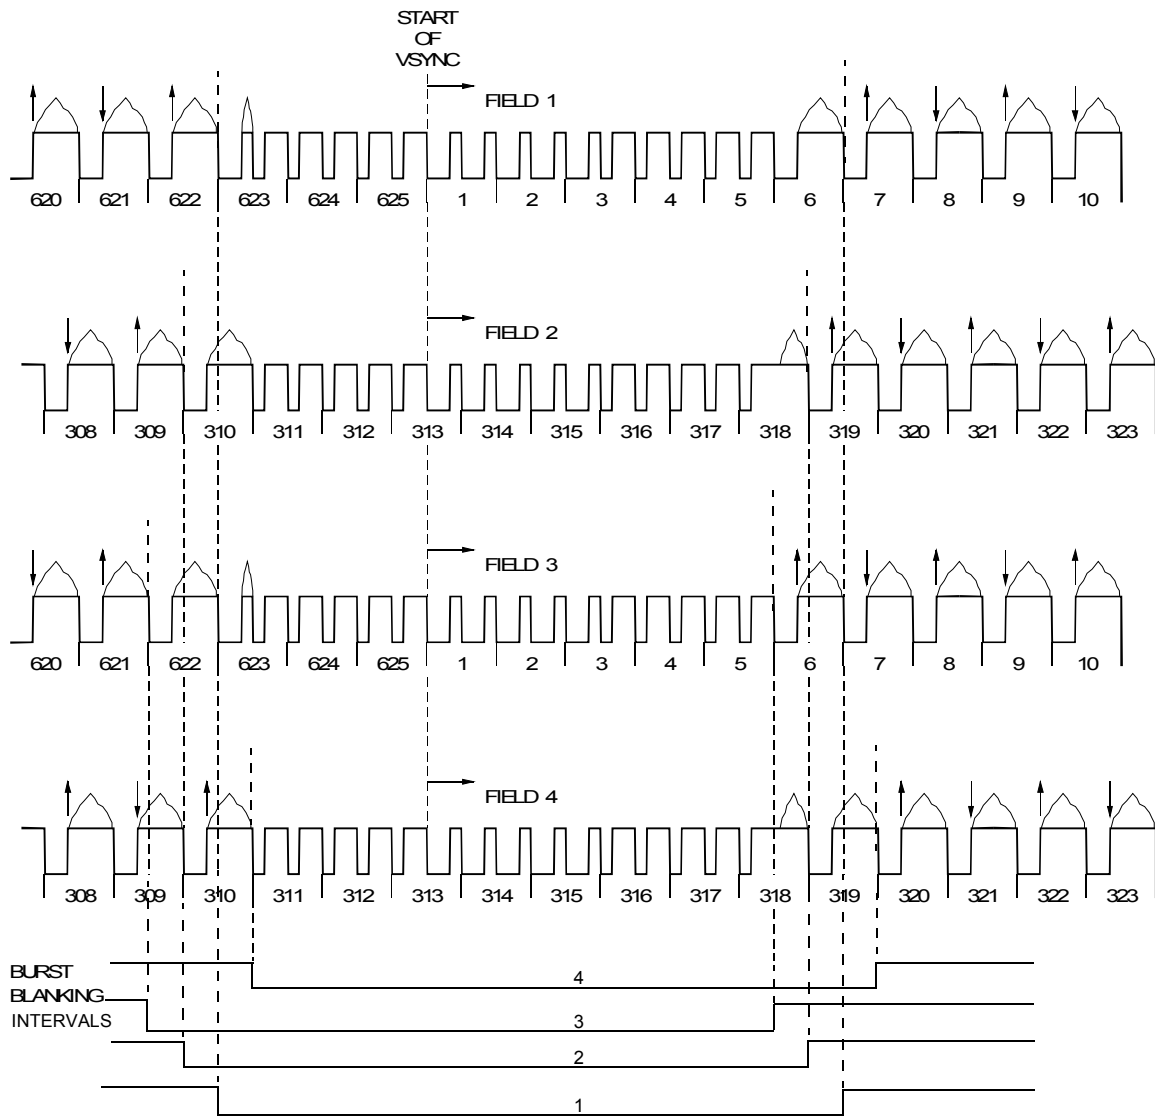 START
OF
VSYNC
FIELD 1
620 621 622 623 624 625 1 2 3 4 5 6 7 8 9 10
FIELD 2
308 309 310 311 312 313 314 315 316 317 318 319 320 321 322 323
FIELD 3
620 621 622 623 624 625 1 2 3 4 5 6 7 8 9 10
FIELD 4
308 309 310 311 312 313 314 315 316 317 318 319 320 321 322 323
BURST
BLANKING
INTERVALS
4
3
2
1